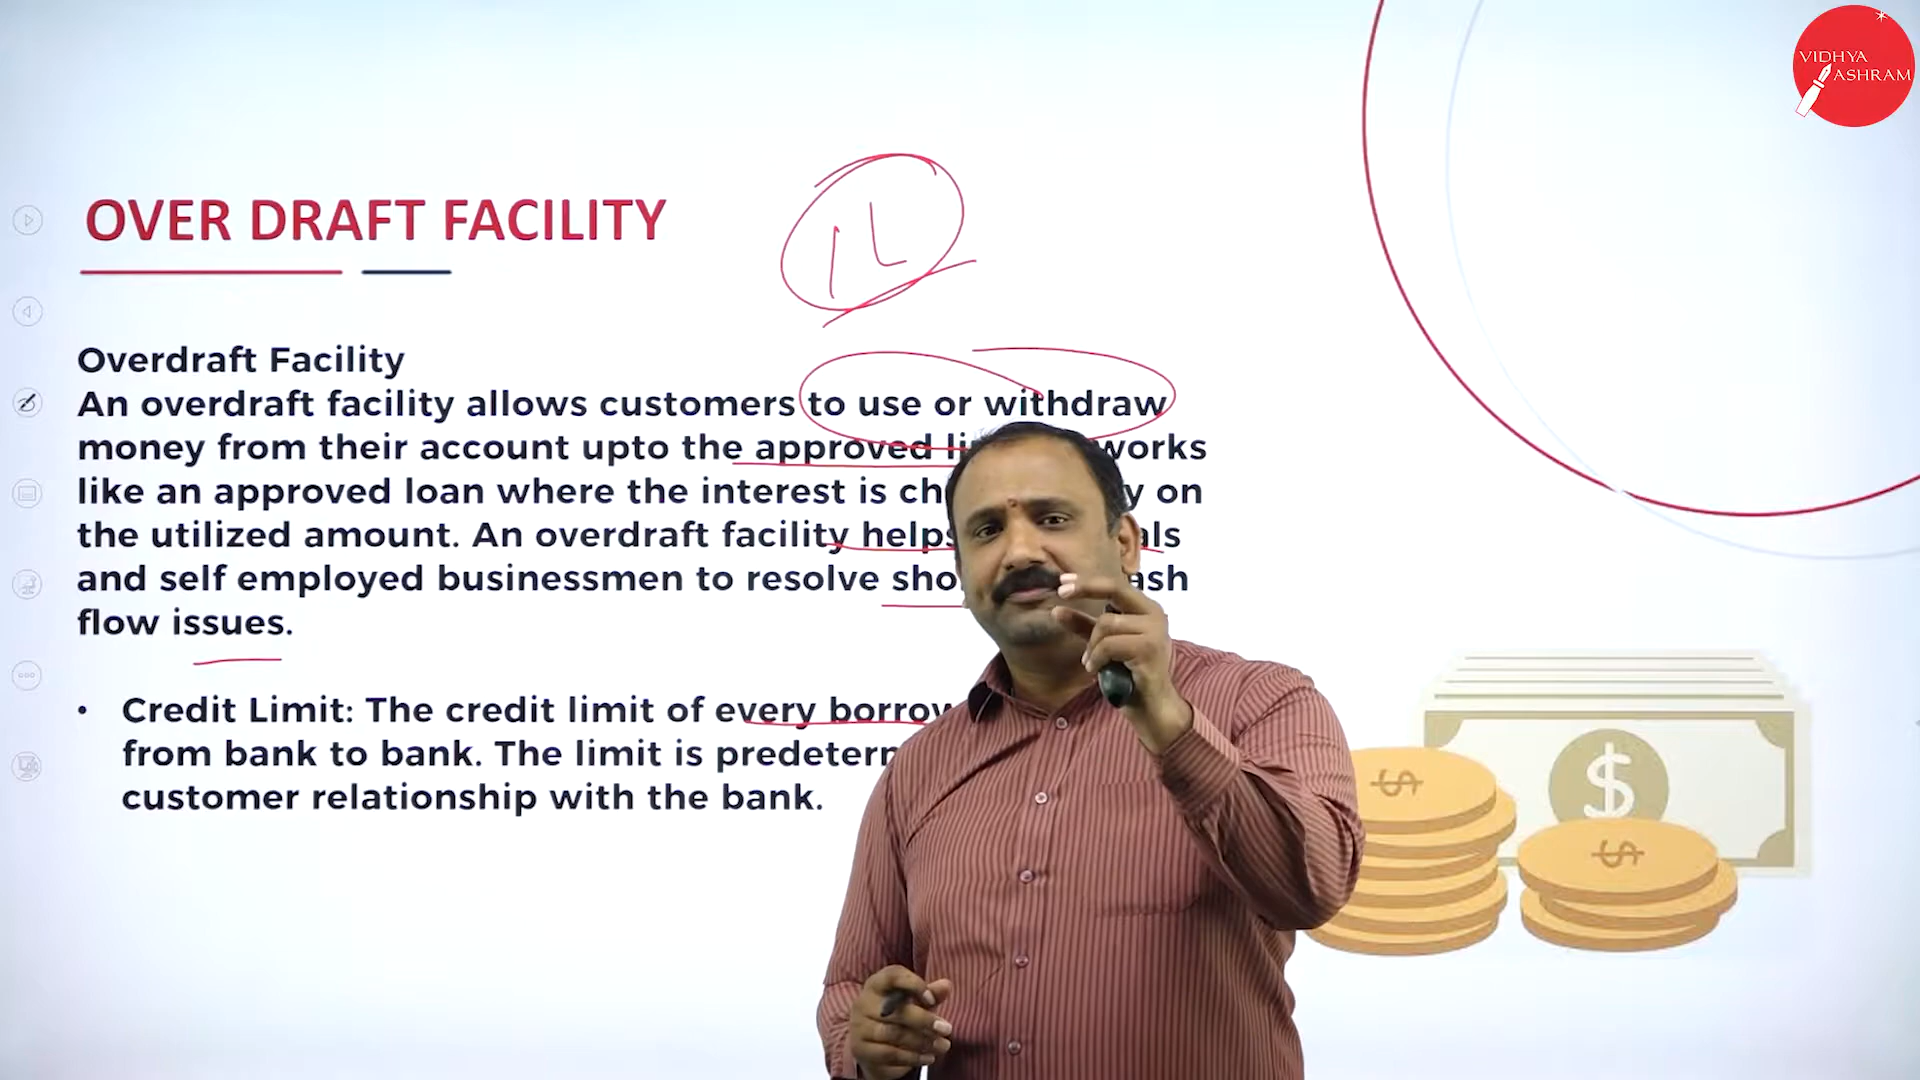 VIDHYA
ASHRAM
1L
OVER DRAFT FACILITY
Overdraft Facility
An overdraft facility allows customers to use or withdraw
money from their account upto the approved works
like an approved loan where the interest is on
the utilized amount. An overdraft facility helps
and self employed businessmen to resolve
flow issues.
• Credit Limit: The credit limit of every
from bank to bank. The limit is
customer relationship with the bank.